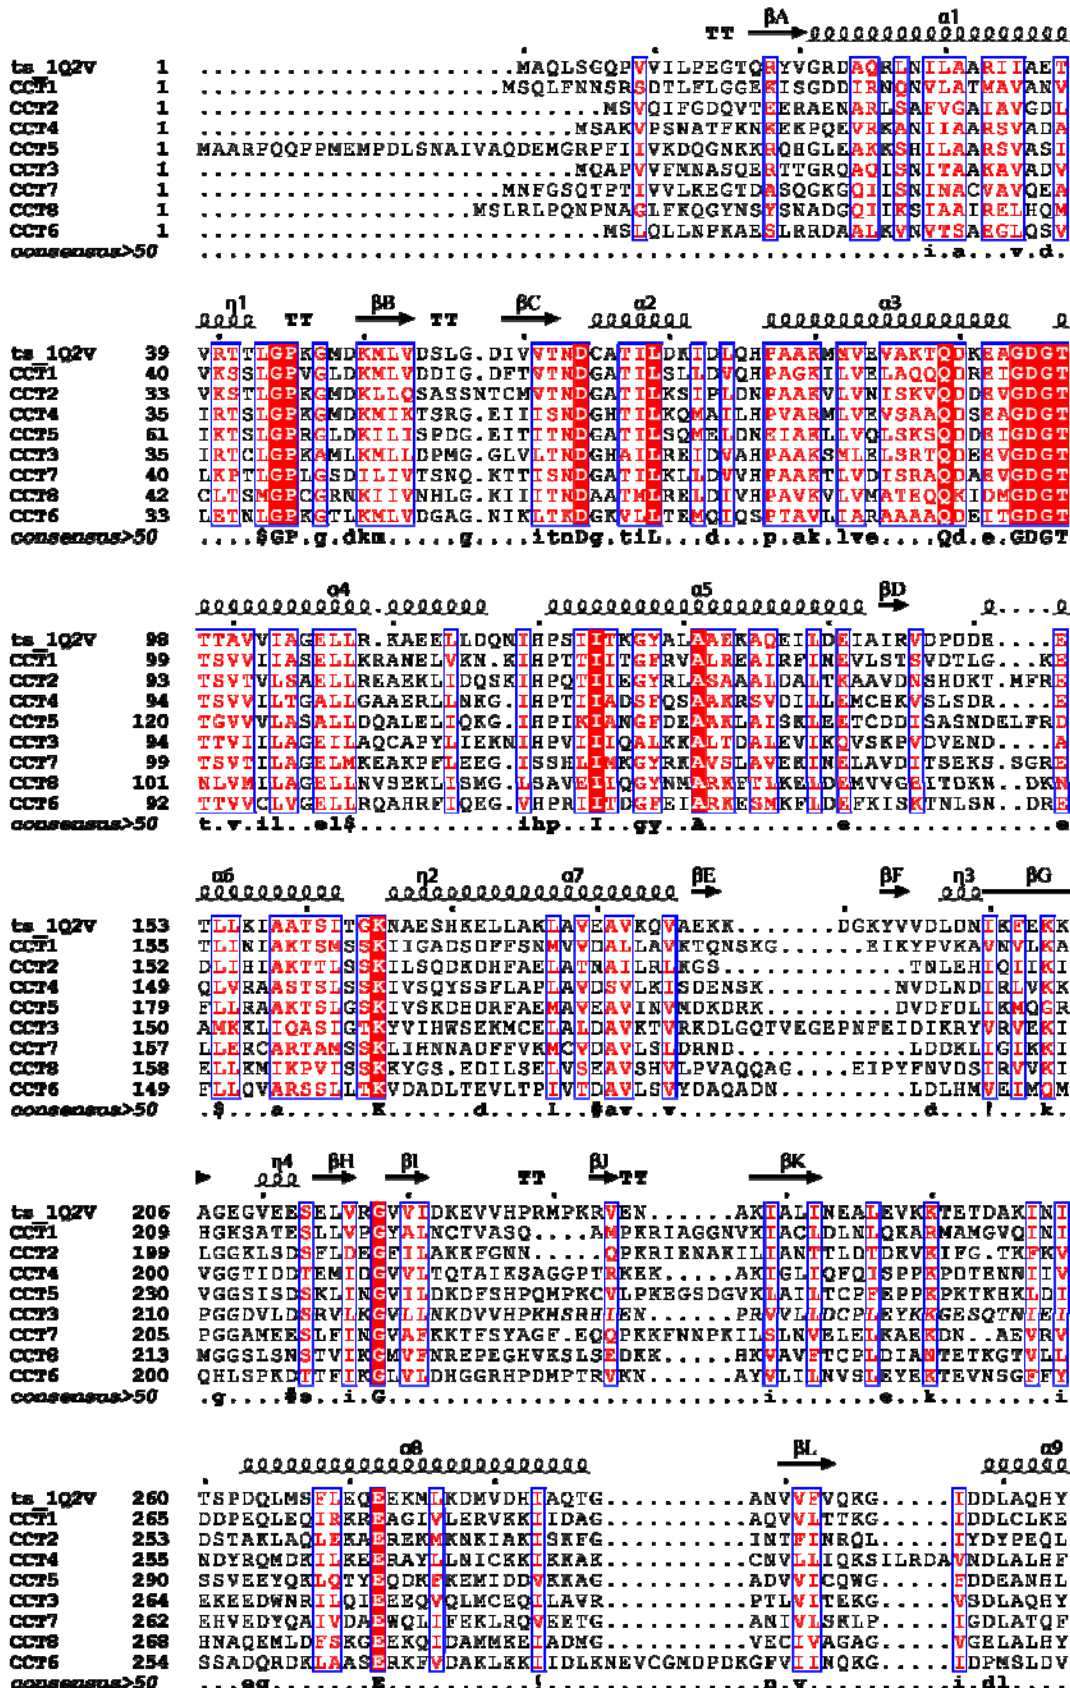 βA α1
TT
ts_1Q2V 1 ......................MAQLSGQPVVILPEGTQRYVGRDAQRLNILAARIIAET
CCT1 1 .....................MSQLFNNSRSDTLFLGGEKISGDDIRNQNVLATMAVANV
CCT2 1 ............................MSVQIFGDQVTEERAENARLSAFVGAIAVGDL
CCT4 1 ..........................MSAKVPSNATFKNKEKPQEVRKANIIAARSVADA
CCT5 1 MAARPQQPPMEMPDLSNAIVAQDEMGRPFIIVKDQGNKKRQHGLEAKKSHILAARSVASI
CCT3 1 ..........................MQAPVVFMNASQERTTGRQAQISNITAAKAVADV
CCT7 1 .....................MNFGSQTPTIVVLKEGTDASQGKGQIISNINACVAVQEA
CCT8 1 ...................MSLRLPQNPNAGLFKQGYNSYSNADGQIIKSIAAIRELHQM
CCT6 1 ............................MSLQLLNPKAESLRRDAALKVNVTSAEGLQSV
consensus>50 ..................................................i.a...v.d.
η1 βB βC α2 α3
TT TT
ts_1Q2V 39 VRTTLGPKGMDKMLVDSLG.DIVVTNDCATILDKIDLQHPAAKMMVEVAKTQDKEAGDGT
CCT1 40 VKSSLGPVGLDKMLVDDIG.DFTVTNDGATILSLLDVQHPAGKILVELAQQQDREIGDGT
CCT2 33 VKSTLGPKGMDKLLQSASSNTCMVTNDGATILKSIPLDNPAAKVLVNISKVQDDEVGDGT
CCT4 35 IRTSLGPKGMDKMIKTSRG.EIIISNDGHTILKQMAILHPVARMLVEVSAAQDSEAGDGT
CCT5 61 IKTSLGPRGLDKILISPDG.EITITNDGATILSQMELDNEIAKLLVQLSKSQDDEIGDGT
CCT3 35 IRTCLGPKAMLKMLLDPMG.GLVLTNDGHAILREIDVAHPAAKSMLELSRTQDEEVGDGT
CCT7 40 LKPTLGPLGSDILIVTSNQ.KTTISNDGATILKLLDVVHPAAKTLVDISRAQDAEVGDGT
CCT8 42 CLTSMGPCGRNKIIVNHLG.KIIITNDAATMLRELDIVHPAVKVLVMATEQQKIDMGDGT
CCT6 33 LETNLGPKGTLKMLVDGAG.NIKLTKDGKVLLTEMQIQSPTAVLIARAAAAQDEITGDGT
consensus>50 ....$GP.g.dkm.....g....itnDg.tiL...d...p.ak.lve....Qd.e.GDGT
α4 α5 βD
ts_1Q2V 98 TTAVVIAGELLR.KAEELLDQNIHPSIITKGYALAAEKAQEILDEIAIRVDPDDE....E
CCT1 99 TSVVIIASELLKRANELVKN.KIHPTTIITGFRVALREAIRFINEVLSTSVDTLG...KE
CCT2 93 TSVTVLSAELLREAEKLIDQSKIHPQTIIEGYRLASAAALDALTKAAVDNSHDKT.MFRE
CCT4 94 TSVVILTGALLGAAERLLNKG.IHPTIIADSFQSAAKRSVDILLEMCHKVSLSDR....E
CCT5 120 TGVVVLASALLDQALELIQKG.IHPIKIANGFDEAAKLAISKLEETCDDISASNDELFRD
CCT3 94 TTVIILAGEILAQCAPYLIEKNIHPVIIIQALKKALTDALEVIKQVSKPVDVEND....A
CCT7 99 TSVTILAGELMKEAKPFLEEG.ISSHLIMKGYRKAVSLAVEKINELAVDITSEKS.SGRE
CCT8 101 NLVMILAGELLNVSEKLISMG.LSAVEIIQGYNMARKFTLKELDEMVVGEITDKN..DKN
CCT6 92 TTVVCLVGELLRQAHRFIQEG.VHPRIITDGFEIARKESMKFLDEFKISKTNLSN..DRE
consensus>50 t.v.il..el$..........ihp..I..gy...A.........e..............e
α6 η2 α7 βE βF η3 βG
ts_1Q2V 153 TLLKIAATSITGKNAESHKELLAKLAVEAVKQVAEKK.......DGKYVVDLDNIKFEKK
CCT1 155 TLINIAKTSMSSKIIGADSDFFSNMVVDALLAVKTQNSKG....EIKYPVKAVNVLKA
CCT2 152 DLIHIAKTTLSSKILSQDKDHFAELATNAILRLKGS.............TNLEHIQIIKI
CCT4 149 QLVRAASTSLSSKIVSQYSSFLAPLAVDSVLKISDENSK.........NVDLNDIRLVKK
CCT5 179 FLLRAAKTSLGSKIVSKDHDRFAEMAVEAVINVMDKDRK.........DVDFDLIKMQGR
CCT3 150 AMKKLIQASIGTKYVIHWSEKMCELALDAVKTVRKDLGQTVEGEPNFEIDIKRYVRVEKI
CCT7 157 LLERCARTAMSSKLIHNNADFFVKMCVDAVLSLDRND...........LDDKLIGIKKI
CCT8 158 ELLKMIKPVISSKKYGS.EDILSELVSEAVSHVLPVAQQAG....EIPYFNVDSIRVVKI
CCT6 149 FLLQVARSSLLTKVDADLTEVLTPIVTDAVLSVYDAQADN........LDLHMVEIMQM
consensus>50 .$...a......K......d....L.#av..v.................d...!...k.
η4 βH βI βJ βK
TT TT
ts_1Q2V 206 AGEGVEESELVRGVVIDKEVVHPRMPKRVEN.......AKIALINEALEVKKTETDAKINI
CCT1 209 HGKSATESLLVPGYALNCTVASQ....AMPKRIAGGNVKIACLDLNLQKARMAMGVQINI
CCT2 199 LGGKLSDSFLDEGFILAKKFGNN.....QPKRIENAKILIANTTLDTDKVKIFG.TKFKV
CCT4 200 VGGTIDDTEMIDGVVLTQTAIKSAGGPTRKEK......AKIGLIQFQISPPKPDTENNIIV
CCT5 230 VGGSISDSKLINGVILDKDFSHPQMPKCVLPKEGSDGVKLAILTCPFEPPKPKTKHKLDI
CCT3 210 PGGDVLDSRVLKGVLLNKDVVHPKMSRHIEN.......PRVVLLDCPLEYKKGESQTNIEI
CCT7 205 PGGAMEESLFINGVAFKKTFSYAGF.EQQPKKFNNPKILSLNVELELKAEKDN..AEVRV
CCT8 213 MGGSLSNSTVIKGMVFNREPEGHVKSLSEDKK......HKVAVFTCPLDIANTETKGTVLL
CCT6 200 QHLSPKDTTFIKGLVLDHGGRHPDMPTRVKN.......AYVLILNVSLEYEKTEVNSGFFY
consensus>50 .g....#s..i.G..........................i.......e..k........i
α8 βL α9
ts_1Q2V 260 TSPDQLMSFLEQEEKMLKDMVDHIAQTG..........ANVVFVQKG......IDDLAQHY
CCT1 265 DDPEQLEQIRKREAGIVLERVKKIIDAG..........AQVVLTTKG......IDDLCLKE
CCT2 253 DSTAKLAQLEKAEREKMKNKIAKISKFG..........INTFINRQL......IYDYPEQL
CCT4 255 NDYRQMDKILKEERAYLLNICKKIKKAK..........CNVLLIQKSILRDAVNDLALHF
CCT5 290 SSVEEYQKLQTYEQDKFKEMIDDVKKAG..........ADVVICQWG......FDDEANHL
CCT3 264 EKEEDWNRILQIEEEQVQLMCEQILAVR..........PTLVITEKG......VSDLAQHY
CCT7 262 EHVEDYQAIVDAEWQLIFEKLRQVEETG..........ANIVLSKLP......IGDLATQF
CCT8 268 HNAQEMLDFSKGEEKQIDAMMKEIADMG..........VECIVAGAG......VGELALHY
CCT6 254 SSADQRDKLAASERKFVDAKLKKIIDLKNEVCGMDPDKGFVIINQKG......IDPMSLDV
consensus>50 ...eq........E..........!...............n.v..........i.dl....